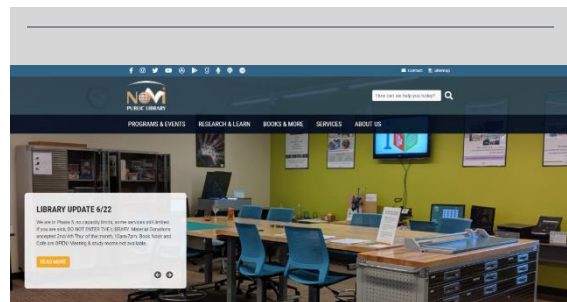 Contact Sitemap
NOVI
PUBLIC LIBRARY
How can we help you today?
PROGRAMS & EVENTS RESEARCH & LEARN BOOKS & MORE SERVICES ABOUT US
LIBRARY UPDATE 6/22
We are in Phase 5, no capacity limits, some services still limited.
If you are sick, DO NOT ENTER THE LIBRARY. Material Donations
accepted 2nd/4th Thur of the month, 10am-7pm. Book Nook and
Café are OPEN! Meeting & study rooms not available.
READ MORE